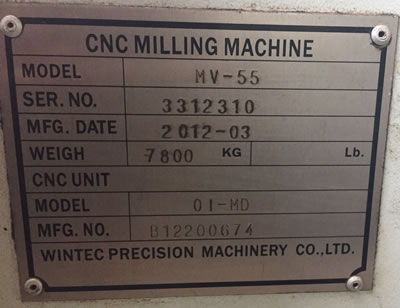 CNC MILLING MACHINE
MODEL MV-55
SER. NO. 3312310
MFG. DATE 2012-03
WEIGH 7800 KG Lb.
CNC UNIT
MODEL OI-MD
MFG. NO. B12200674
WINTEC PRECISION MACHINERY CO.,LTD.